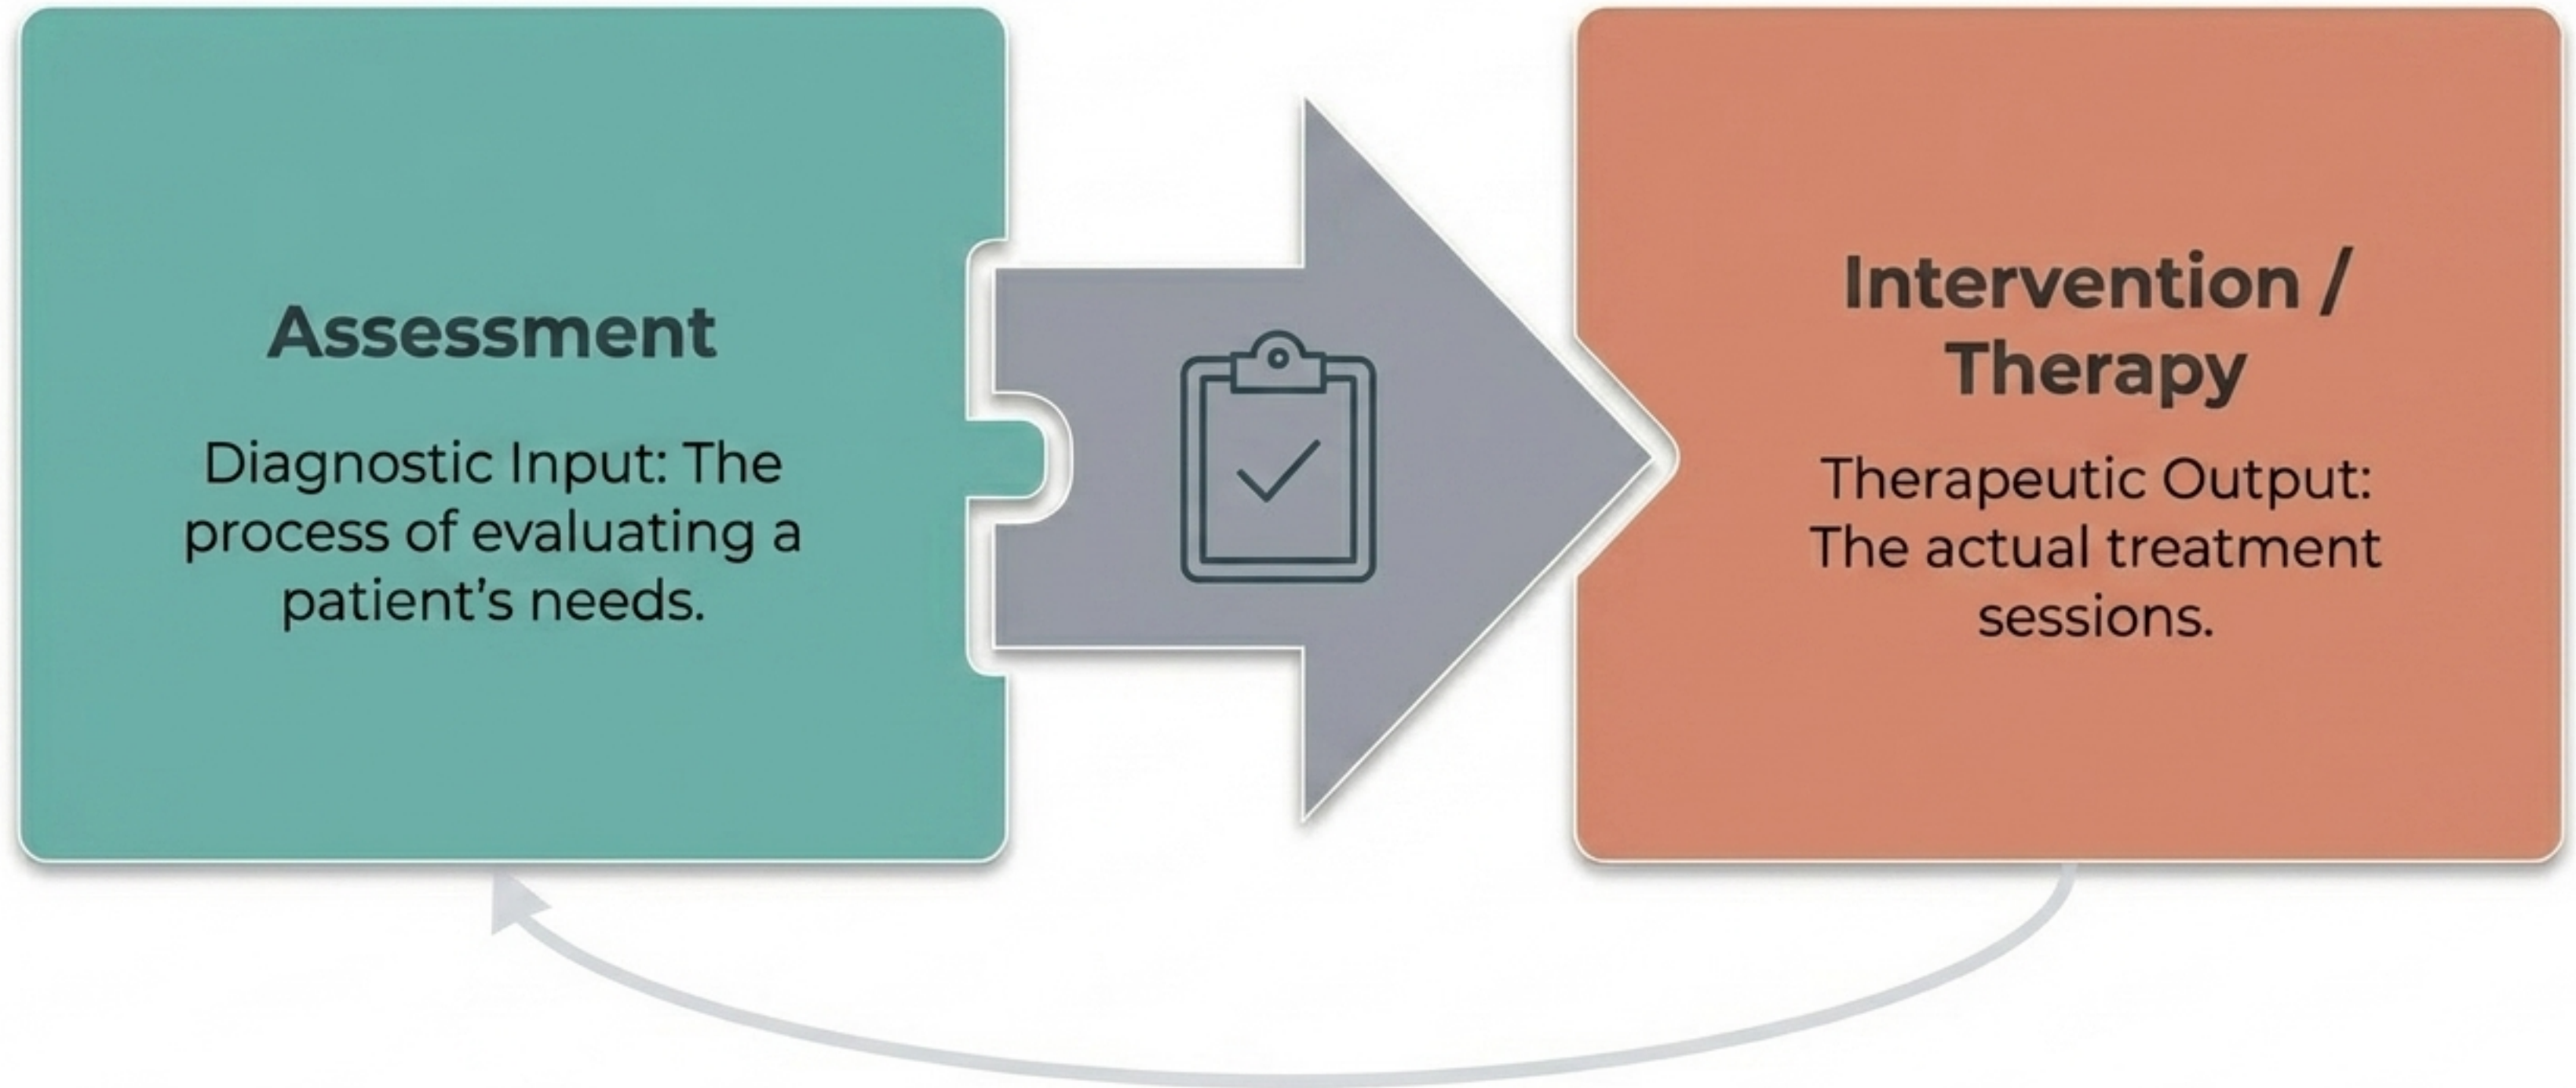 Assessment
Diagnostic Input: The
process of evaluating a
patient’s needs.
Intervention /
Therapy
Therapeutic Output:
The actual treatment
sessions.